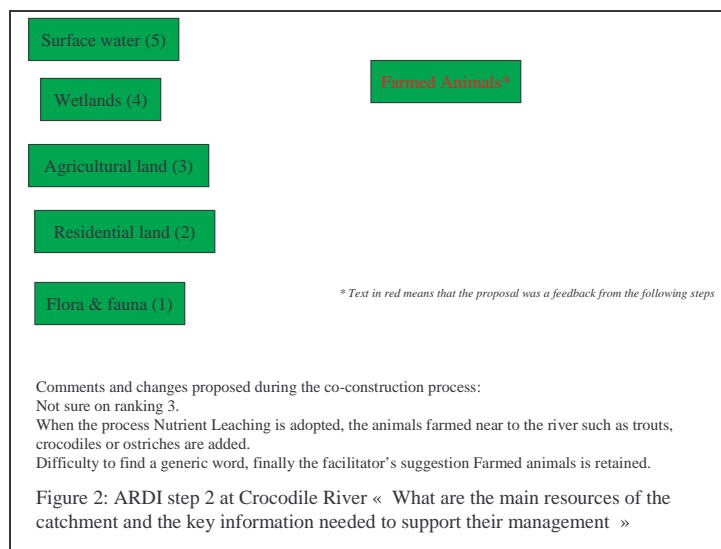 Surface water (5)
Farmed Animals*
Wetlands (4)
Agricultural land (3)
Residential land (2)
Flora & fauna (1)
* Text in red means that the proposal was a feedback from the following steps
Comments and changes proposed during the co-construction process:
Not sure on ranking 3.
When the process Nutrient Leaching is adopted, the animals farmed near to the river such as trouts,
crocodiles or ostriches are added.
Difficulty to find a generic word, finally the facilitator’s suggestion Farmed animals is retained.
Figure 2: ARDI step 2 at Crocodile River « What are the main resources of the
catchment and the key information needed to support their management »